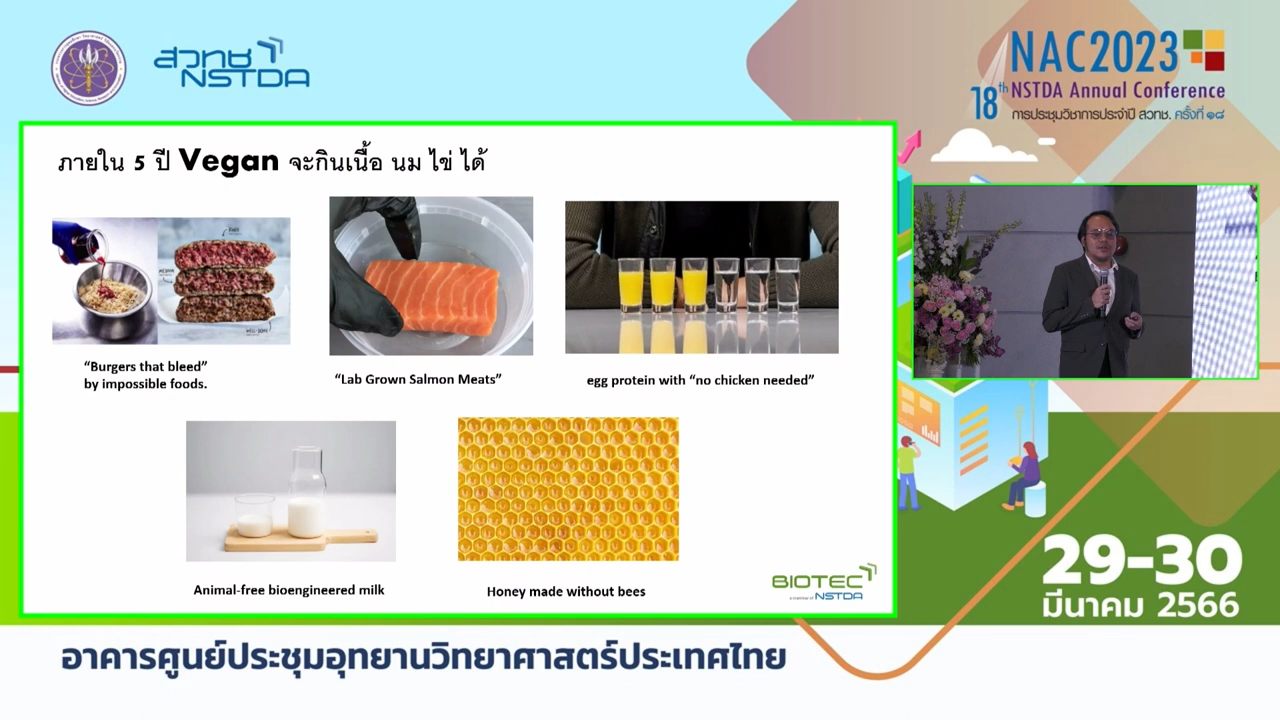 สวทช
NSTDA
NAC2023
18th NSTDA Annual Conference
การประชุมวิชาการประจำปี สวทช. ครั้งที่ ๑๘
ภายใน 5 ปี Vegan จะกินเนื้อ นม ไข่ ได้
RARE
MEDIUM
WELL-DONE
“Burgers that bleed”
by impossible foods.
“Lab Grown Salmon Meats”
egg protein with “no chicken needed”
Animal-free bioengineered milk
Honey made without bees
BIOTEC
a member of NSTDA
29-30
มีนาคม 2566
อาคารศูนย์ประชุมอุทยานวิทยาศาสตร์ประเทศไทย